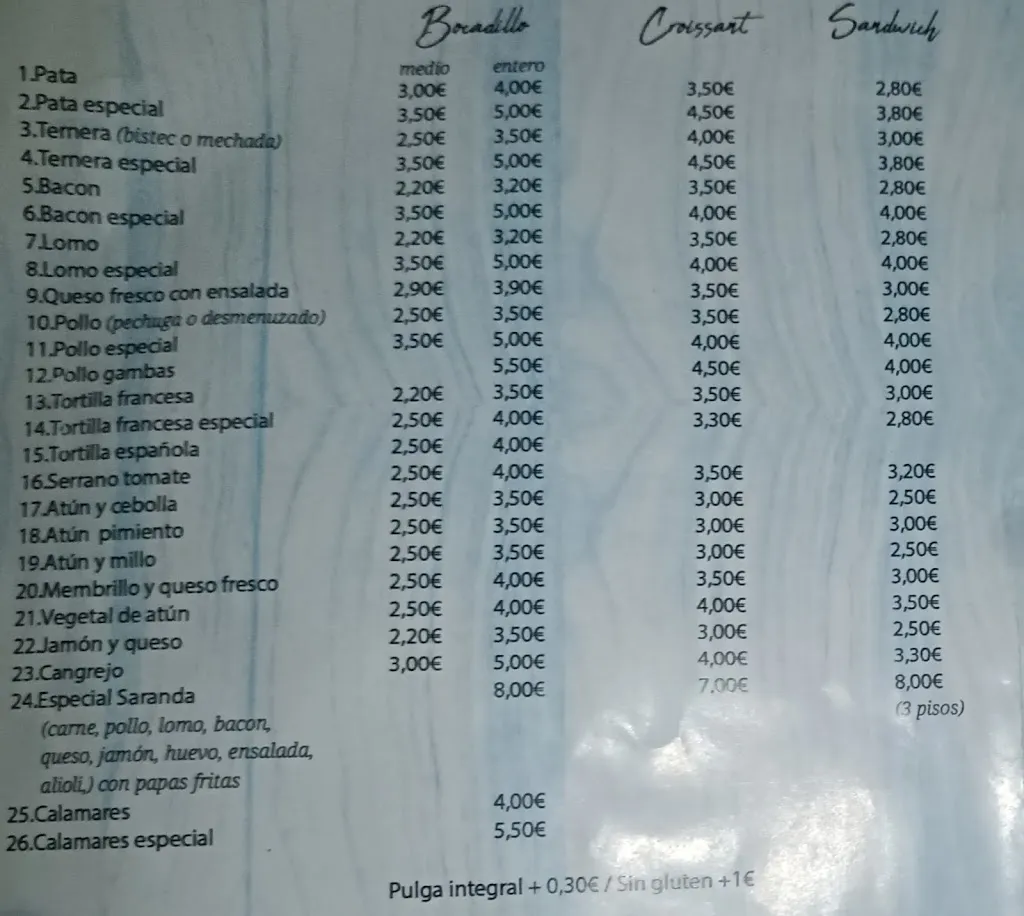 Bocadillo Croissant Sandwich
medio entero
1.Pata 3,00€ 4,00€ 3,50€ 2,80€
2.Pata especial 3,50€ 5,00€ 4,50€ 3,80€
3.Ternera (bistec o mechada) 2,50€ 3,50€ 4,00€ 3,00€
4.Ternera especial 3,50€ 5,00€ 4,50€ 3,80€
5.Bacon 2,20€ 3,20€ 3,50€ 2,80€
6.Bacon especial 3,50€ 5,00€ 4,00€ 4,00€
7.Lomo 2,20€ 3,20€ 3,50€ 2,80€
8.Lomo especial 3,50€ 5,00€ 4,00€ 4,00€
9.Queso fresco con ensalada 2,90€ 3,90€ 3,50€ 3,00€
10.Pollo (pechuga o desmenuzado) 2,50€ 3,50€ 3,50€ 2,80€
11.Pollo especial 3,50€ 5,00€ 4,00€ 4,00€
12.Pollo gambas 5,50€ 4,50€ 4,00€
13.Tortilla francesa 2,20€ 3,50€ 3,50€ 3,00€
14.Tortilla francesa especial 2,50€ 4,00€ 3,30€ 2,80€
15.Tortilla española 2,50€ 4,00€
16.Serrano tomate 2,50€ 4,00€ 3,50€ 3,20€
17.Atún y cebolla 2,50€ 3,50€ 3,00€ 2,50€
18.Atún pimiento 2,50€ 3,50€ 3,00€ 3,00€
19.Atún y millo 2,50€ 3,50€ 3,00€ 2,50€
20.Membrillo y queso fresco 2,50€ 4,00€ 3,50€ 3,00€
21.Vegetal de atún 2,50€ 4,00€ 4,00€ 3,50€
22.Jamón y queso 2,20€ 3,50€ 3,00€ 2,50€
23.Cangrejo 3,00€ 5,00€ 4,00€ 3,30€
24.Especial Saranda 8,00€ 7.00€ 8,00€
(3 pisos)
(carne, pollo, lomo, bacon,
queso, jamón, huevo, ensalada,
alioli,) con papas fritas
25.Calamares 4,00€
26.Calamares especial 5,50€
Pulga integral + 0,30€ / Sin gluten +1€